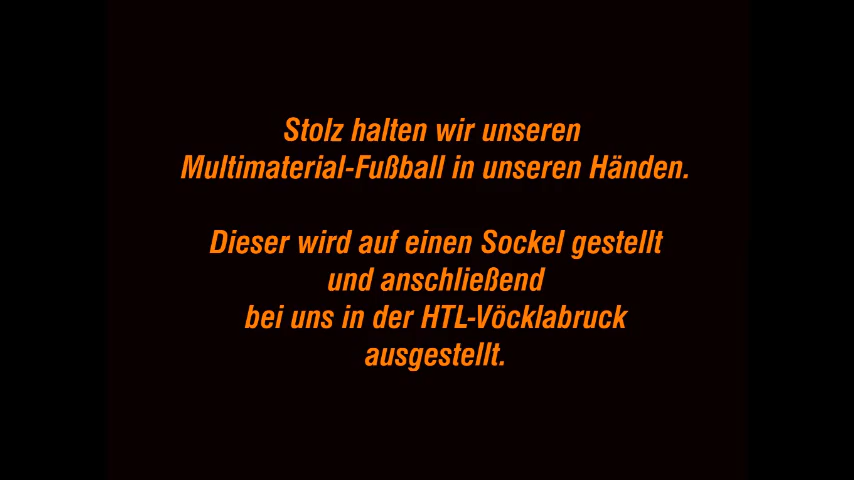 Stolz halten wir unseren
Multimaterial-Fußball in unseren Händen.
Dieser wird auf einen Sockel gestellt
und anschließend
bei uns in der HTL-Vöcklabruck
ausgestellt.